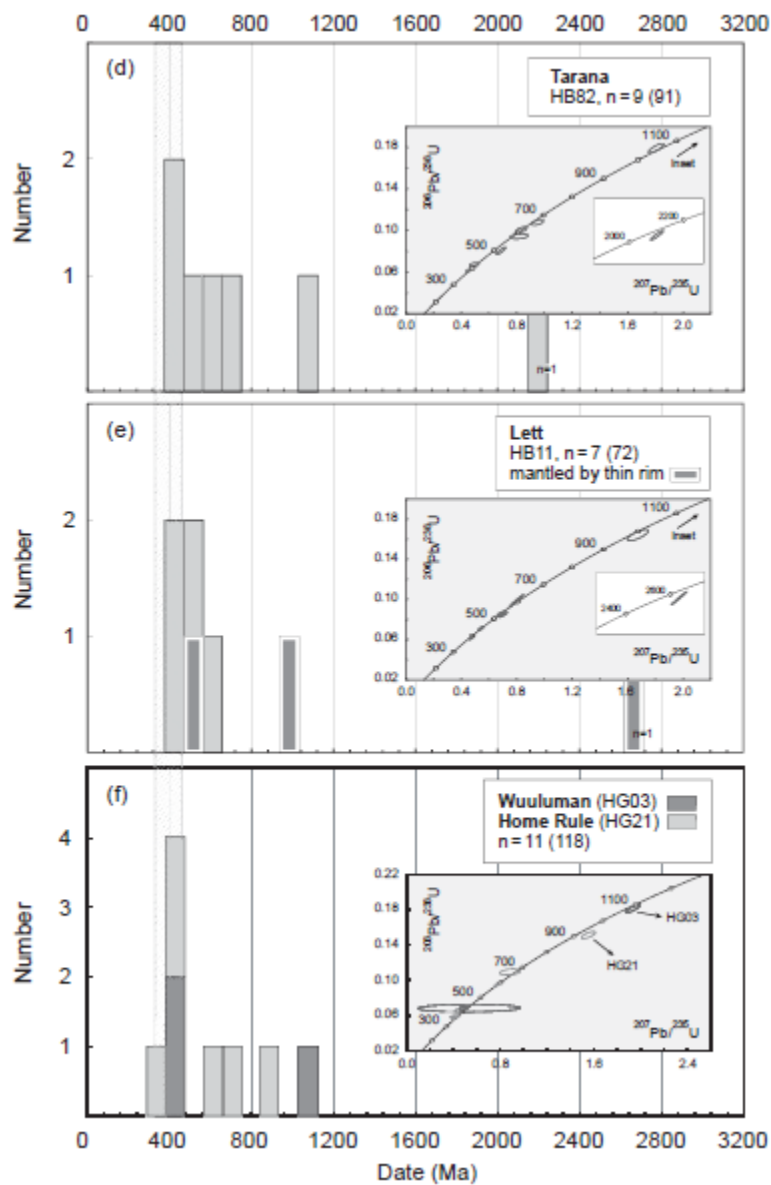 0 400 800 1200 1600 2000 2400 2800 3200
(d)
Tarana
HB82, n = 9 (91)
Number
2
1
²⁰⁶Pb/²³⁸U
0.18
0.14
0.10
0.06
0.02
300
500
700
900
1100
Inset
2000
2200
²⁰⁷Pb/²³⁵U
0.0 0.4 0.8 1.2 1.6 2.0
n=1
(e)
Lett
HB11, n = 7 (72)
mantled by thin rim
Number
2
1
²⁰⁶Pb/²³⁸U
0.18
0.14
0.10
0.06
0.02
300
500
700
900
1100
Inset
2400
2600
²⁰⁷Pb/²³⁵U
0.0 0.4 0.8 1.2 1.6 2.0
n=1
(f)
Wuuluman (HG03)
Home Rule (HG21)
n = 11 (118)
Number
4
3
2
1
²⁰⁶Pb/²³⁸U
0.22
0.18
0.14
0.10
0.06
0.02
300
500
700
900
1100
HG03
HG21
²⁰⁷Pb/²³⁵U
0.0 0.8 1.6 2.4
0 400 800 1200 1600 2000 2400 2800 3200
Date (Ma)